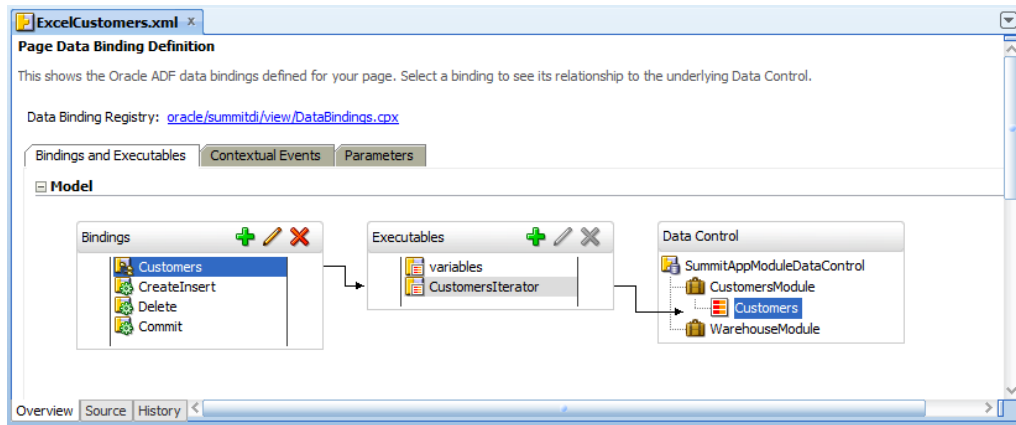 ExcelCustomers.xml x
Page Data Binding Definition
This shows the Oracle ADF data bindings defined for your page. Select a binding to see its relationship to the underlying Data Control.
Data Binding Registry: oracle/summitdi/view/DataBindings.cpx
Bindings and Executables Contextual Events Parameters
Model
Bindings
Customers
CreateInsert
Delete
Commit
Executables
variables
CustomersIterator
Data Control
SummitAppModuleDataControl
CustomersModule
Customers
WarehouseModule
Overview Source History